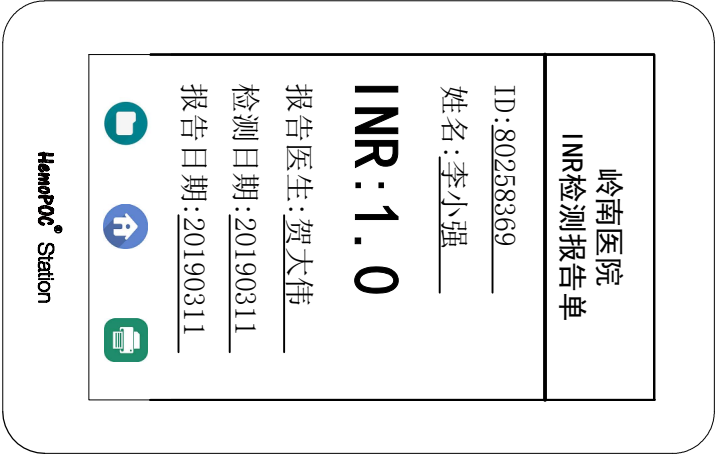 岭南医院
INR检测报告单
ID:80258369
姓名:李小强
INR:1.0
报告医生:贺大伟
检测日期:20190311
报告日期:20190311
HemoPOC® Station